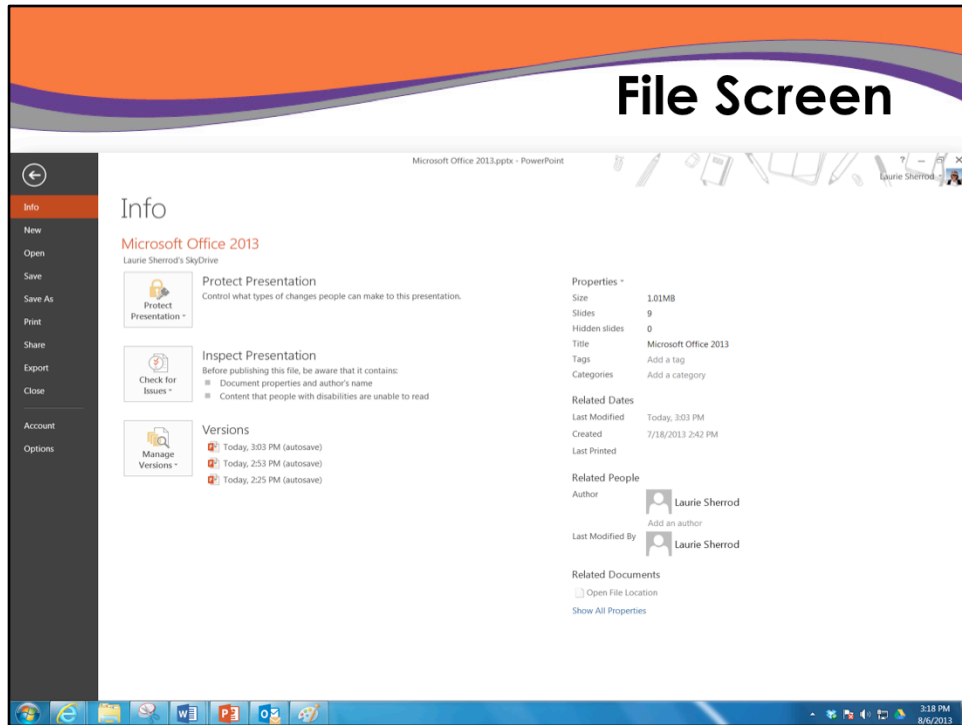 File Screen
Microsoft Office 2013.pptx - PowerPoint
?
Laurie Sherrod
Info
New
Open
Save
Save As
Print
Share
Export
Close
Account
Options
Info
Microsoft Office 2013
Laurie Sherrod's SkyDrive
Protect
Presentation
Protect Presentation
Control what types of changes people can make to this presentation.
Check for
Issues
Inspect Presentation
Before publishing this file, be aware that it contains:
Document properties and author's name
Content that people with disabilities are unable to read
Manage
Versions
Versions
Today, 3:03 PM (autosave)
Today, 2:53 PM (autosave)
Today, 2:25 PM (autosave)
Properties
Size 1.01MB
Slides 9
Hidden slides 0
Title Microsoft Office 2013
Tags Add a tag
Categories Add a category
Related Dates
Last Modified Today, 3:03 PM
Created 7/18/2013 2:42 PM
Last Printed
Related People
Author Laurie Sherrod
Add an author
Last Modified By Laurie Sherrod
Related Documents
Open File Location
Show All Properties
3:18 PM
8/6/2013